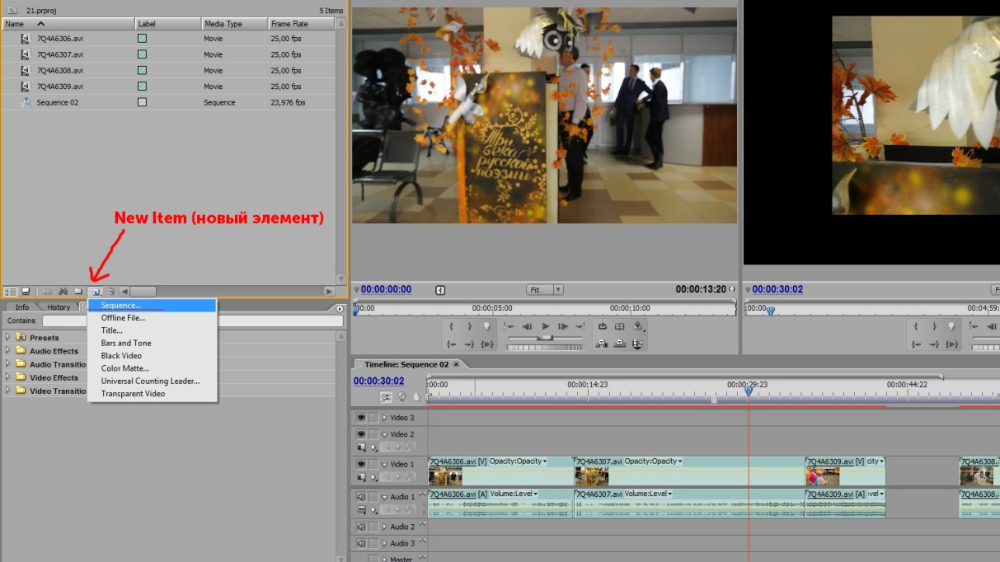 21.prproj
5 Items
Name Label Media Type Frame Rate
7Q4A6306.avi Movie 25,00 fps
7Q4A6307.avi Movie 25,00 fps
7Q4A6308.avi Movie 25,00 fps
7Q4A6309.avi Movie 25,00 fps
Sequence 02 Sequence 23,976 fps
New Item (новый элемент)
Info History
Contains:
Presets
Audio Effects
Audio Transitio
Video Effects
Video Transitio
Sequence...
Offline File...
Title...
Bars and Tone
Black Video
Color Matte...
Universal Counting Leader...
Transparent Video
Три
века
русской
поэзии
00:00:00:00 Fit 00:00:13:20
00:00 00:00:05:00 00:00:10:00
00:00:30:02 F
:00:00 00:04:59:
Timeline: Sequence 02
00:00:30:02
:00:00 00:00:14:23 00:00:29:23 00:00:44:22
Video 3
Video 2
Video 1
7Q4A6306.avi [V] Opacity:Opacity 7Q4A6307.avi Opacity:Opacity 7Q4A6309.avi [V] city 7Q4A6308.
Audio 1
7Q4A6306.avi [A] Volume:Level 7Q4A6307.avi Volume:Level 7Q4A6309.avi [A] :vel 7Q4A6308.
L
R
Audio 2
Audio 3
Master